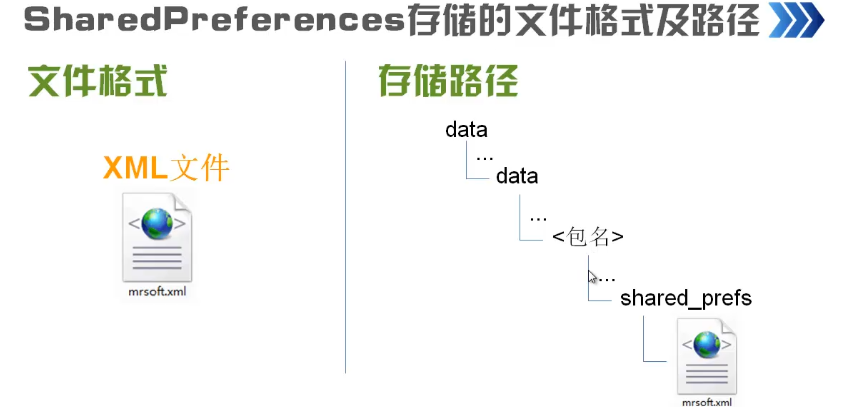 SharedPreferences存储的文件格式及路径
文件格式
XML文件
mrsoft.xml
存储路径
data
...
data
...
<包名>
...
shared_prefs
mrsoft.xml